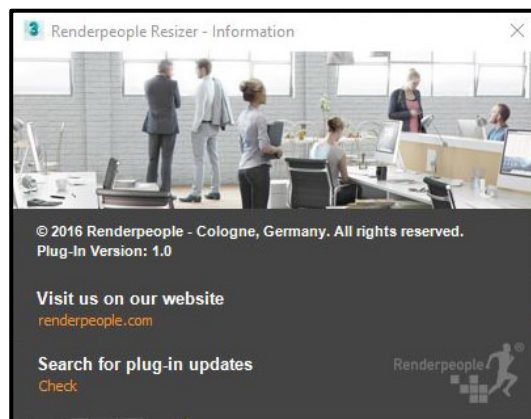 Renderpeople Resizer - Information
© 2016 Renderpeople - Cologne, Germany. All rights reserved.
Plug-In Version: 1.0
Visit us on our website
renderpeople.com
Search for plug-in updates
Check
Renderpeople®